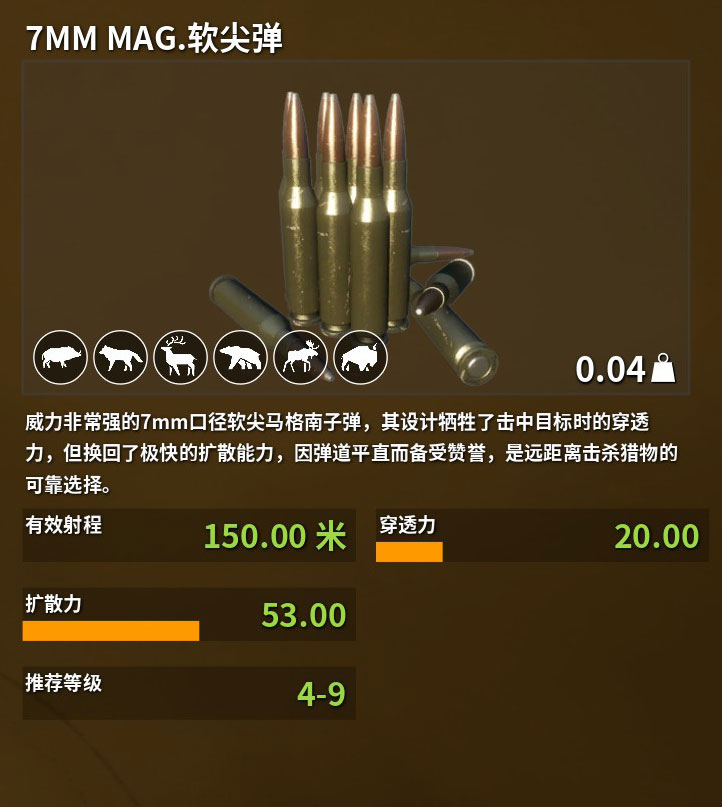 7MM MAG.软尖弹
0.04
威力非常强的7mm口径软尖马格南子弹，其设计牺牲了击中目标时的穿透
力，但换回了极快的扩散能力，因弹道平直而备受赞誉，是远距离击杀猎物的
可靠选择。
有效射程 150.00 米
穿透力 20.00
扩散力 53.00
推荐等级 4-9